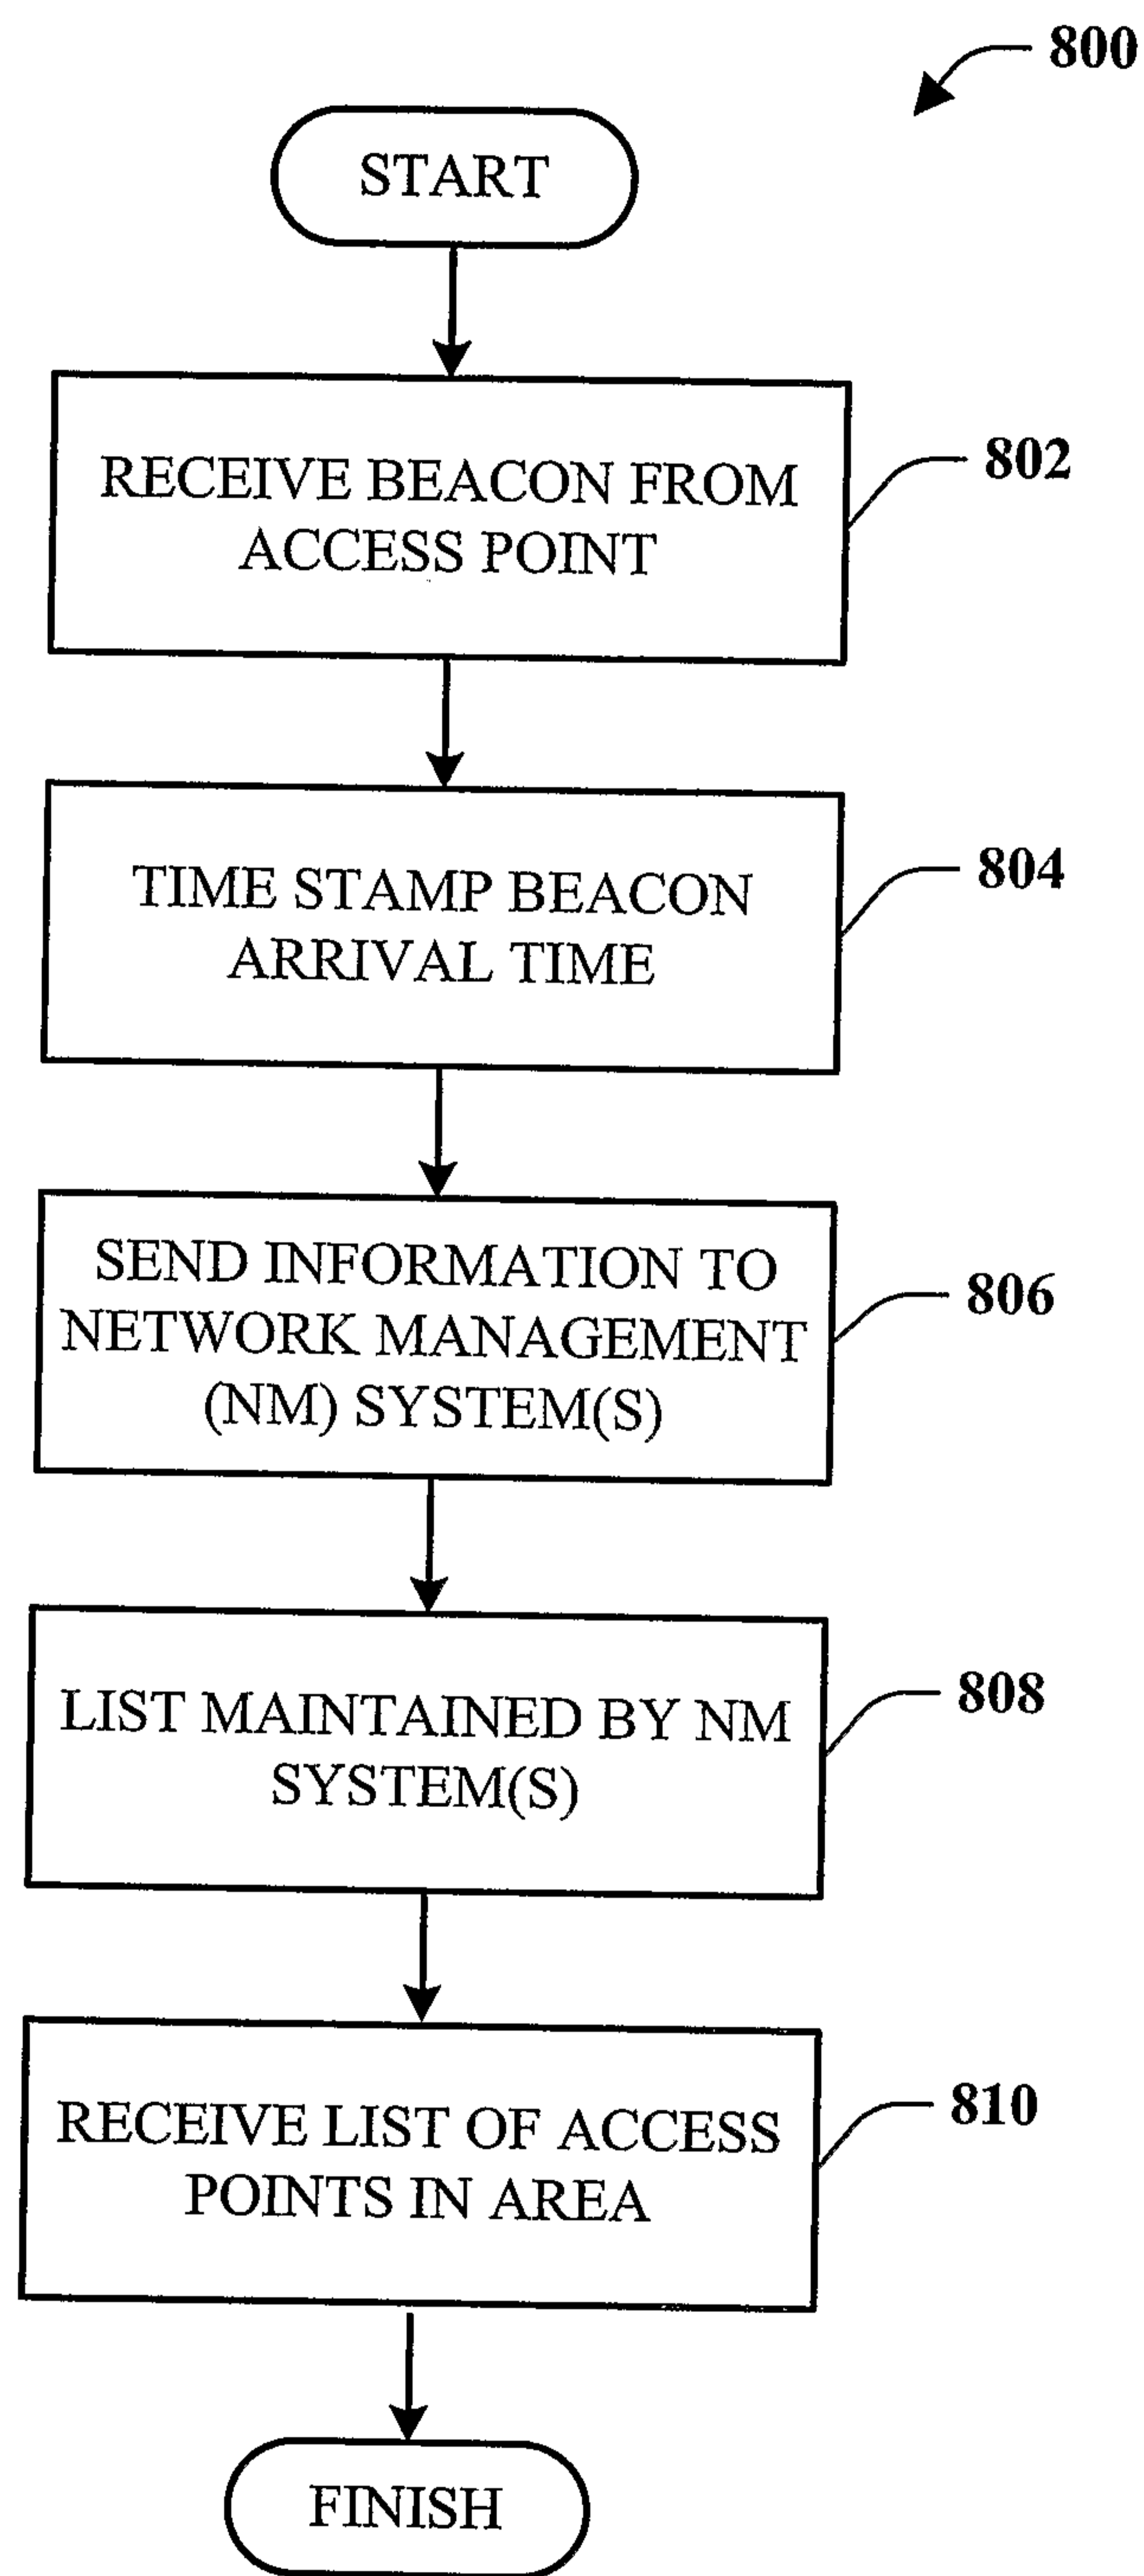 800
START
RECEIVE BEACON FROM
ACCESS POINT
802
TIME STAMP BEACON
ARRIVAL TIME
804
SEND INFORMATION TO
NETWORK MANAGEMENT
(NM) SYSTEM(S)
806
LIST MAINTAINED BY NM
SYSTEM(S)
808
RECEIVE LIST OF ACCESS
POINTS IN AREA
810
FINISH